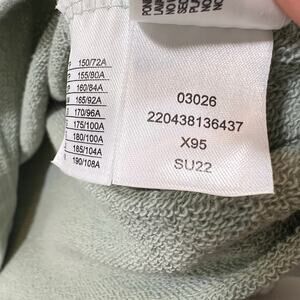 150/72A
155/80A
160/84A
165/92A
170/96A
175/100A
180/100A
185/104A
190/108A
03026
220438136437
X95
SU22